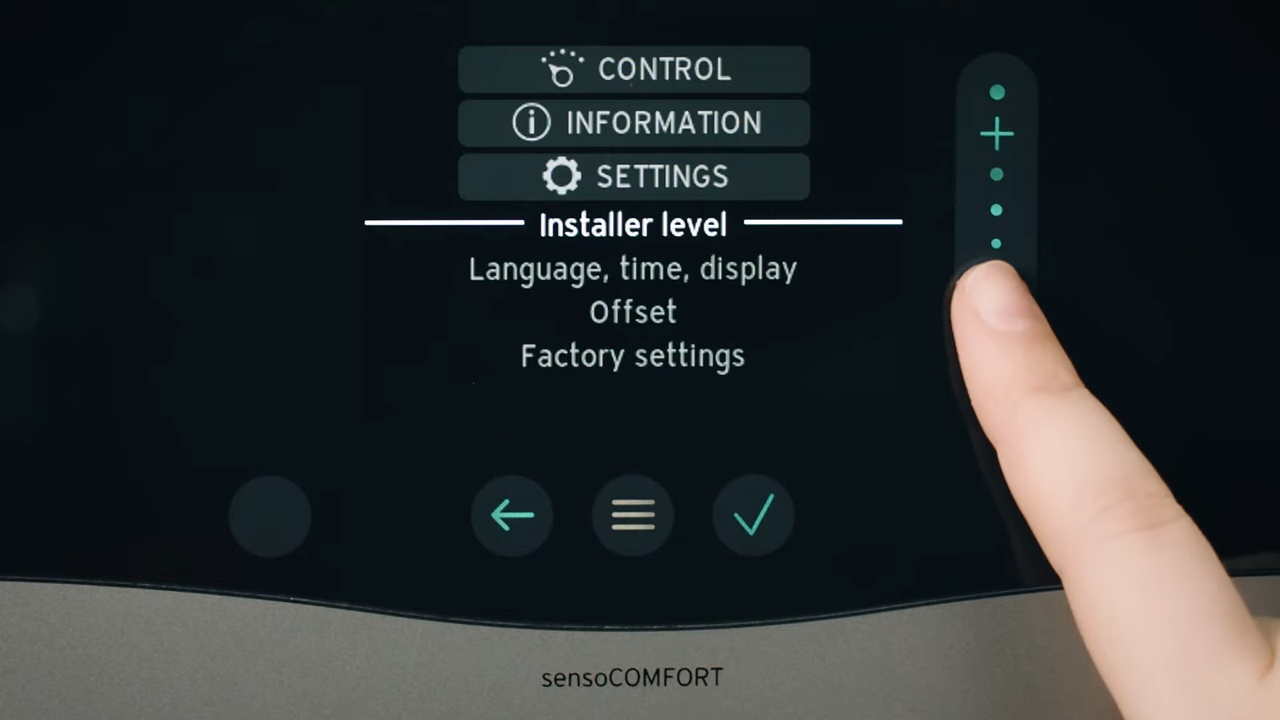 CONTROL
INFORMATION
SETTINGS
Installer level
Language, time, display
Offset
Factory settings
sensoCOMFORT